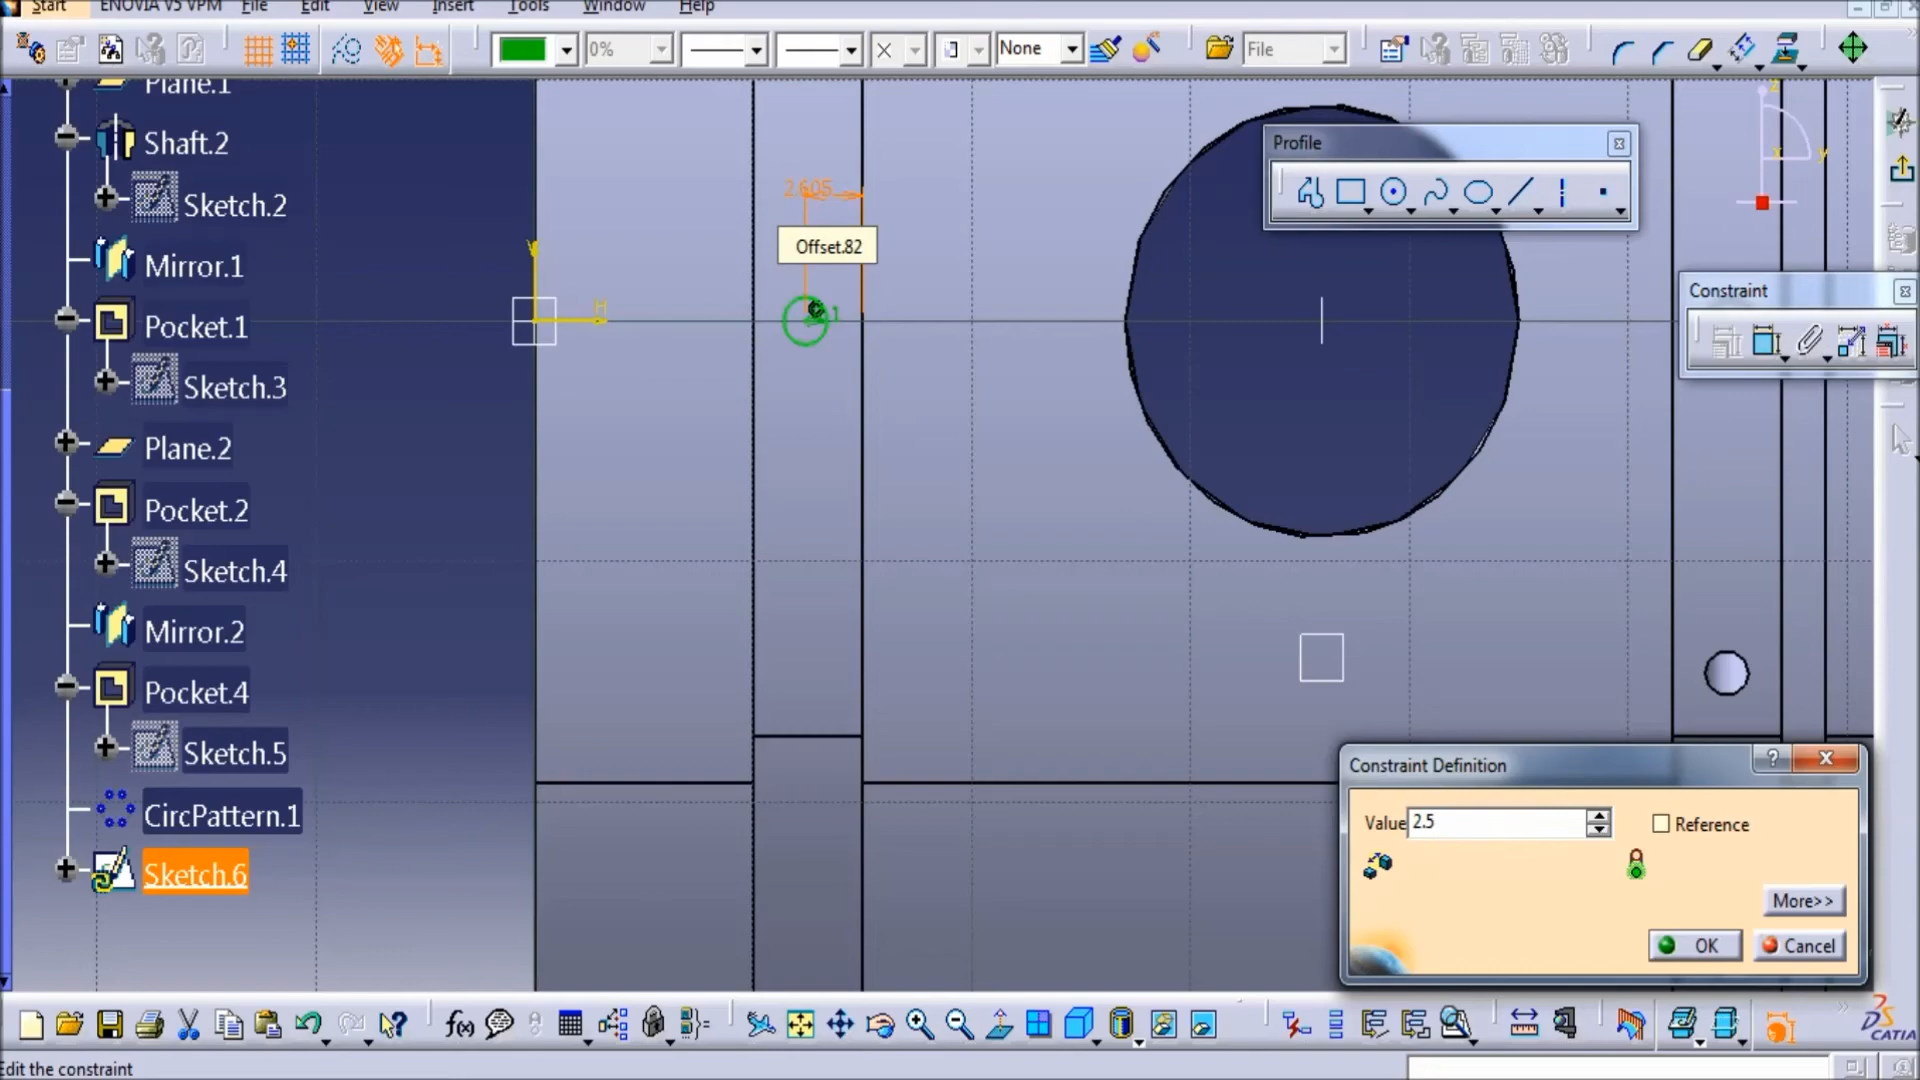 Start ENOVIA V5 VPM File Edit View Insert Tools Window Help
0% None File
Plane.1
Shaft.2
Sketch.2
Mirror.1
Pocket.1
Sketch.3
Plane.2
Pocket.2
Sketch.4
Mirror.2
Pocket.4
Sketch.5
CircPattern.1
Sketch.6
2.605
Offset.82
V
H
1
Profile
z
x y
Constraint
Constraint Definition
?
Value 2.5
Reference
More>>
OK Cancel
f(x)
CATIA
Edit the constraint